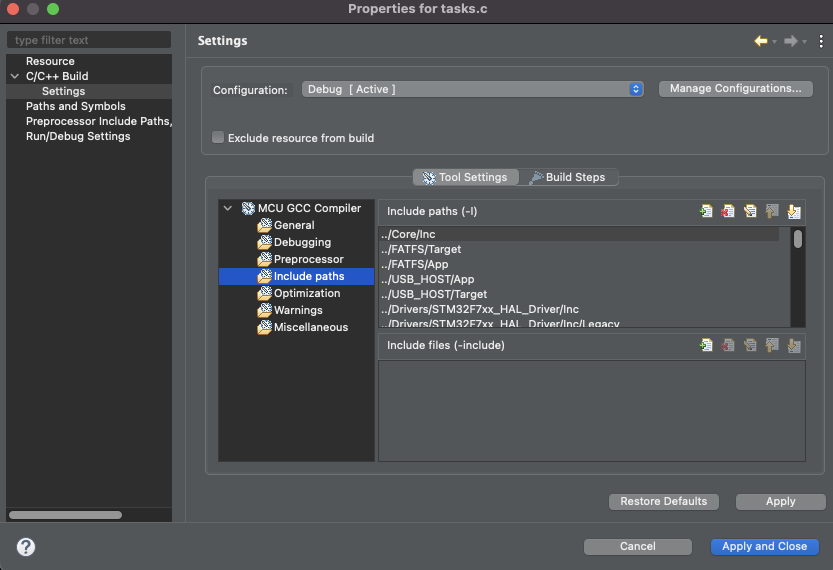 Properties for tasks.c
type filter text
Resource
C/C++ Build
Settings
Paths and Symbols
Preprocessor Include Paths,
Run/Debug Settings
Settings
Configuration:
Debug [ Active ]
Manage Configurations...
Exclude resource from build
Tool Settings
Build Steps
MCU GCC Compiler
General
Debugging
Preprocessor
Include paths
Optimization
Warnings
Miscellaneous
Include paths (-I)
../Core/Inc
../FATFS/Target
../FATFS/App
../USB_HOST/App
../USB_HOST/Target
../Drivers/STM32F7xx_HAL_Driver/Inc
../Drivers/STM32F7xx_HAL_Driver/Inc/Legacy
Include files (-include)
Restore Defaults
Apply
?
Cancel
Apply and Close